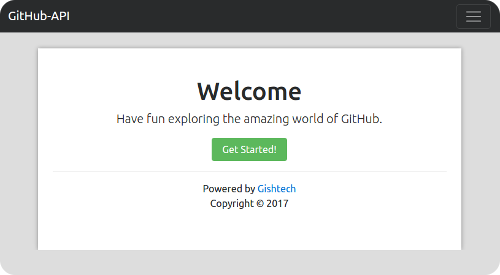 GitHub-API
Welcome
Have fun exploring the amazing world of GitHub.
Get Started!
Powered by Gishtech
Copyright © 2017